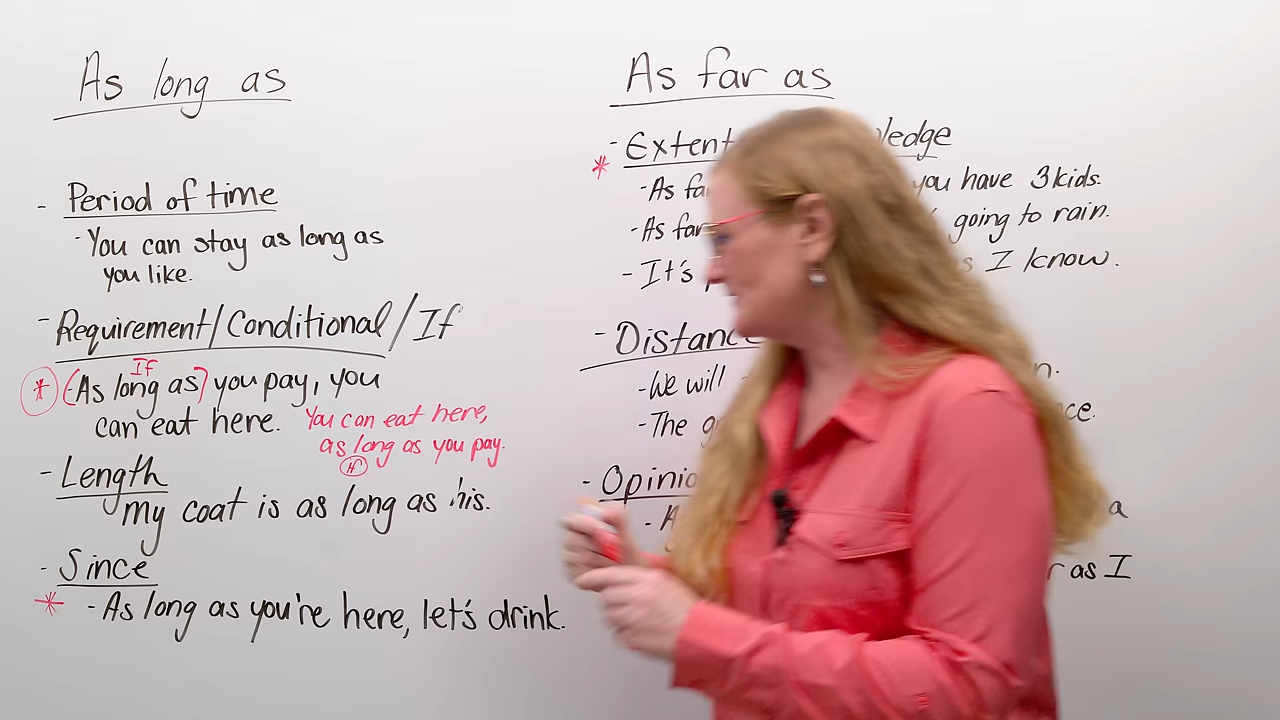 As long as
- Period of time
- You can stay as long as
you like.
- Requirement/Conditional/If
If
* (-As long as) you pay, you
can eat here.
You can eat here,
as long as you pay.
If
- Length
My coat is as long as his.
- Since
* - As long as you're here, let's drink.
As far as
- Extent
* ledge
- As fa you have 3 kids.
- As far going to rain.
- It's I know.
- Distance
- We will n.
- The g ce.
- Opinio
- A a
r as I